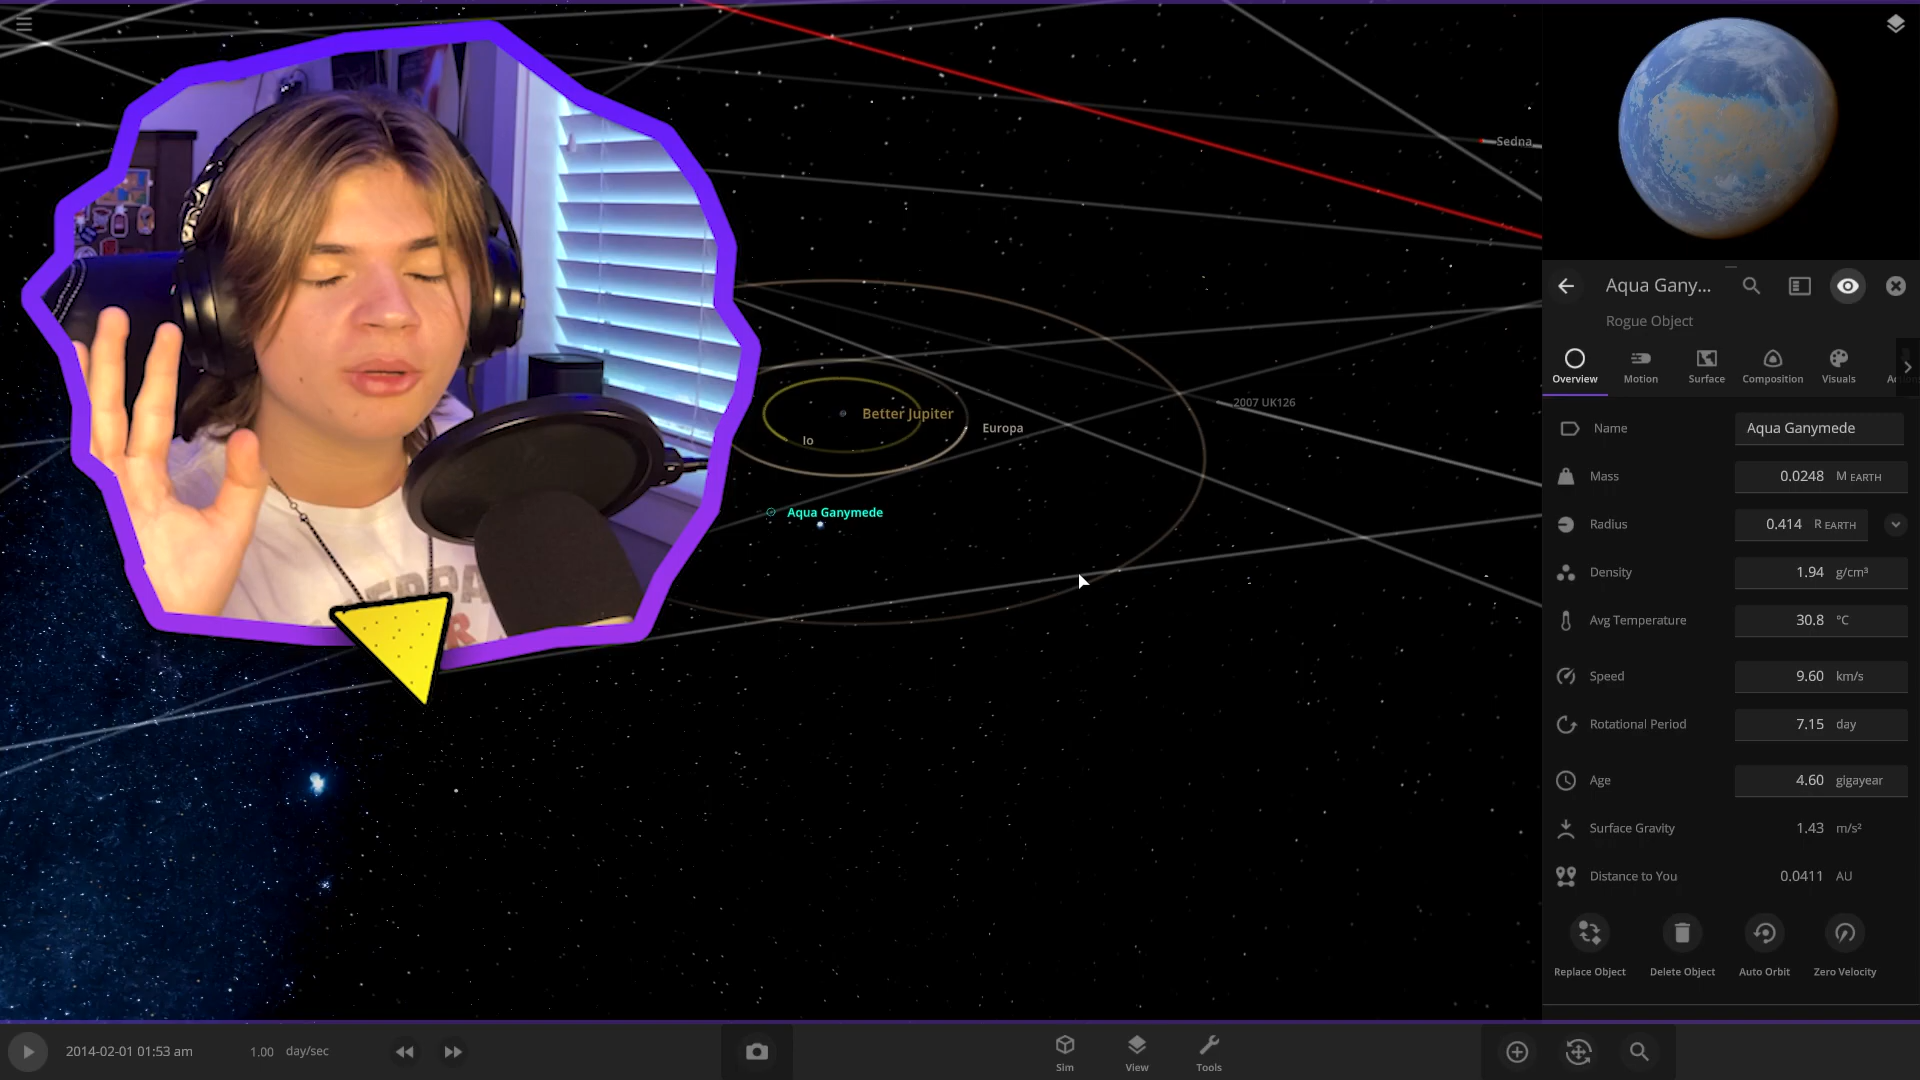 Sedna
Aqua Gany...
Rogue Object
Overview
Motion
Surface
Composition
Visuals
2007 UK126
Better Jupiter
Io
Europa
Aqua Ganymede
Name
Aqua Ganymede
Mass
0.0248 M EARTH
Radius
0.414 R EARTH
Density
1.94 g/cm³
Avg Temperature
30.8 °C
Speed
9.60 km/s
Rotational Period
7.15 day
Age
4.60 gigayear
Surface Gravity
1.43 m/s²
Distance to You
0.0411 AU
Replace Object
Delete Object
Auto Orbit
Zero Velocity
2014-02-01 01:53 am
1.00 day/sec
Sim
View
Tools